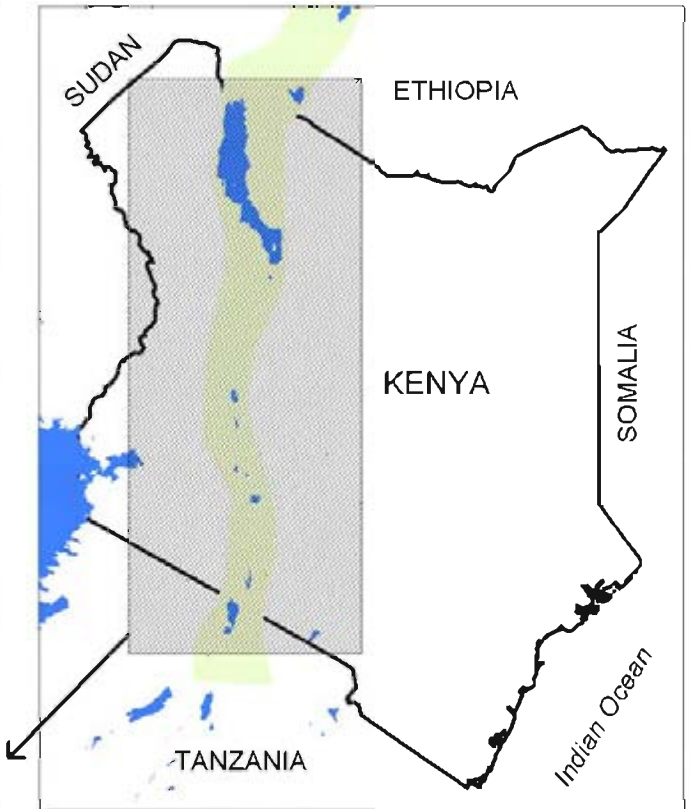 SUDAN
ETHIOPIA
KENYA
SOMALIA
Indian Ocean
TANZANIA